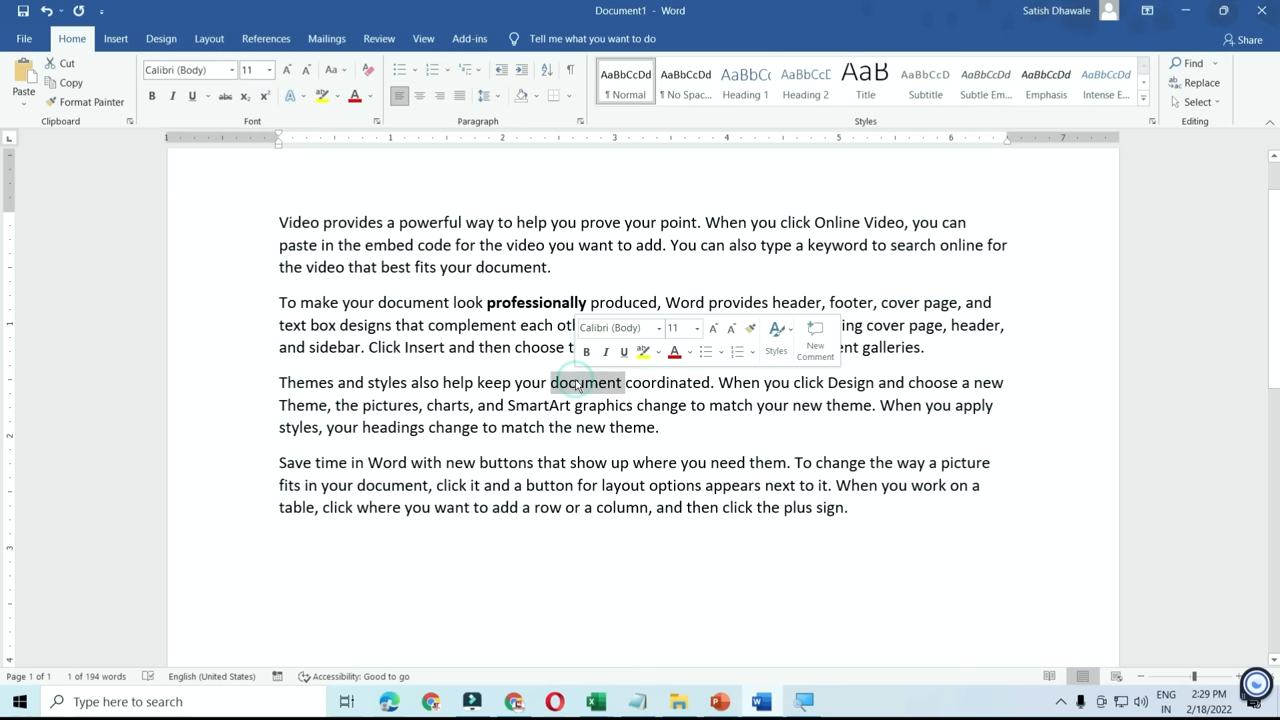 Document1 - Word
Satish Dhawale
File Home Insert Design Layout References Mailings Review View Add-ins Tell me what you want to do
Share
Paste
Cut
Copy
Format Painter
Clipboard
Calibri (Body) 11
Font
Paragraph
AaBbCcDd AaBbCcDd AaBbC( AaBbCcD AaB AaBbCcD AaBbCcDd AaBbCcDd AaBbCcDd
¶ Normal ¶ No Spac... Heading 1 Heading 2 Title Subtitle Subtle Em... Emphasis Intense E...
Styles
Find
Replace
Select
Editing
1 1 2 3 4 5 6 7
Video provides a powerful way to help you prove your point. When you click Online Video, you can
paste in the embed code for the video you want to add. You can also type a keyword to search online for
the video that best fits your document.
To make your document look professionally produced, Word provides header, footer, cover page, and
text box designs that complement each oth ing cover page, header,
and sidebar. Click Insert and then choose t nt galleries.
Calibri (Body) 11
Styles
New
Comment
Themes and styles also help keep your document coordinated. When you click Design and choose a new
Theme, the pictures, charts, and SmartArt graphics change to match your new theme. When you apply
styles, your headings change to match the new theme.
Save time in Word with new buttons that show up where you need them. To change the way a picture
fits in your document, click it and a button for layout options appears next to it. When you work on a
table, click where you want to add a row or a column, and then click the plus sign.
Page 1 of 1 1 of 194 words English (United States) Accessibility: Good to go
Type here to search
ENG
IN
2:29 PM
2/18/2022